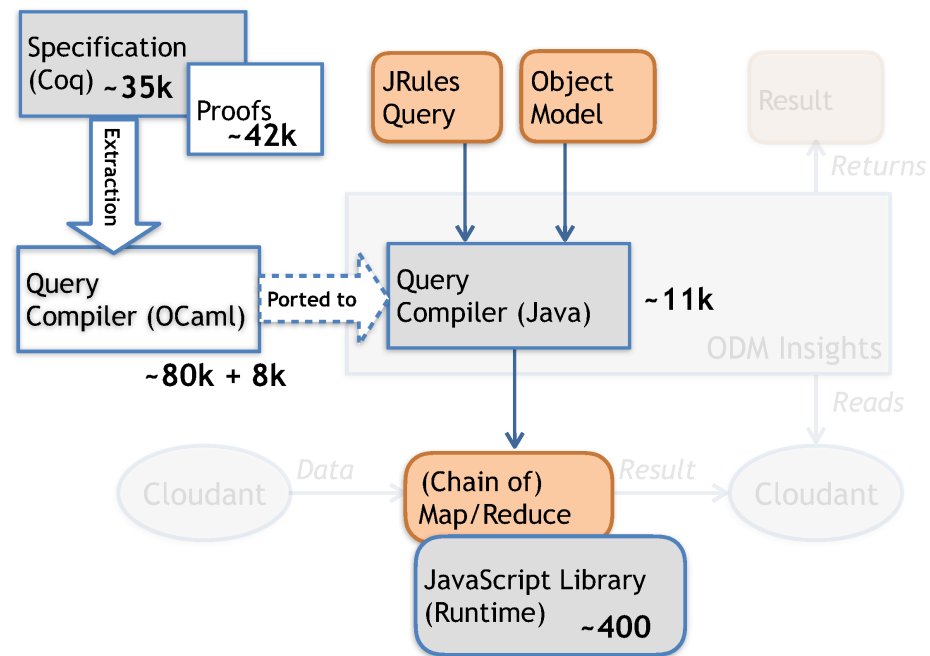 Specification
(Coq) ~35k
Proofs
~42k
JRules
Query
Object
Model
Result
Extraction
Returns
Query
Compiler (OCaml)
Ported to
Query
Compiler (Java)
~11k
ODM Insights
~80k + 8k
Reads
Cloudant
Data
(Chain of)
Map/Reduce
Result
Cloudant
JavaScript Library
(Runtime)
~400